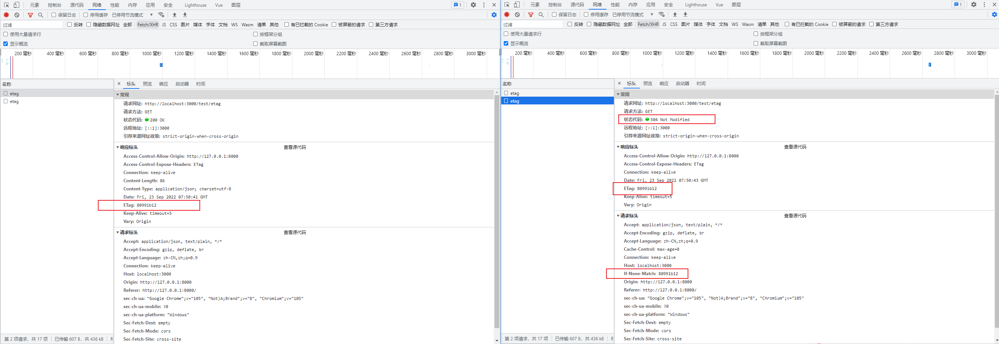 元素 控制台 源代码 网络 性能 内存 应用 安全 Lighthouse Vue 图层 1
保留日志 停用缓存 已停用节流模式
过滤 反转 隐藏数据网址 全部 Fetch/XHR JS CSS 图片 媒体 字体 文档 WS Wasm 清单 其他 有已拦截的 Cookie 被屏蔽的请求 第三方请求
使用大量请求行 按框架分组
显示概览 截取屏幕截图
200 毫秒 400 毫秒 600 毫秒 800 毫秒 1000 毫秒 1200 毫秒 1400 毫秒 1600 毫秒 1800 毫秒 2000 毫秒 2200 毫秒 2400 毫秒 2600 毫秒 2800 毫秒 3000 毫秒
名称
etag
etag
第 2 项请求，共 17 项 已传输 607 B，共 436 kB
标头 预览 响应 启动器 时间
常规
请求网址: http://localhost:3000/test/etag
请求方法: GET
状态代码: 200 OK
远程地址: [::1]:3000
引荐来源网址政策: strict-origin-when-cross-origin
响应标头 查看源代码
Access-Control-Allow-Origin: http://127.0.0.1:8000
Access-Control-Expose-Headers: ETag
Connection: keep-alive
Content-Length: 86
Content-Type: application/json; charset=utf-8
Date: Fri, 23 Sep 2022 07:50:41 GMT
ETag: 80991b12
Keep-Alive: timeout=5
Vary: Origin
请求标头 查看源代码
Accept: application/json, text/plain, */*
Accept-Encoding: gzip, deflate, br
Accept-Language: zh-CN,zh;q=0.9
Connection: keep-alive
Host: localhost:3000
Origin: http://127.0.0.1:8000
Referer: http://127.0.0.1:8000/
sec-ch-ua: "Google Chrome";v="105", "Not)A;Brand";v="8", "Chromium";v="105"
sec-ch-ua-mobile: ?0
sec-ch-ua-platform: "Windows"
Sec-Fetch-Dest: empty
Sec-Fetch-Mode: cors
Sec-Fetch-Site: cross-site
元素 控制台 源代码 网络 性能 内存 应用 安全 Lighthouse Vue 图层 1
保留日志 停用缓存 已停用节流模式
过滤 反转 隐藏数据网址 全部 Fetch/XHR JS CSS 图片 媒体 字体 文档 WS Wasm 清单 其他 有已拦截的 Cookie 被屏蔽的请求 第三方请求
使用大量请求行 按框架分组
显示概览 截取屏幕截图
200 毫秒 400 毫秒 600 毫秒 800 毫秒 1000 毫秒 1200 毫秒 1400 毫秒 1600 毫秒 1800 毫秒 2000 毫秒 2200 毫秒 2400 毫秒 2600 毫秒 2800 毫秒 3000 毫秒
名称
etag
etag
第 2 项请求，共 17 项 已传输 607 B，共 436 kB
标头 预览 响应 启动器 时间
常规
请求网址: http://localhost:3000/test/etag
请求方法: GET
状态代码: 304 Not Modified
远程地址: [::1]:3000
引荐来源网址政策: strict-origin-when-cross-origin
响应标头 查看源代码
Access-Control-Allow-Origin: http://127.0.0.1:8000
Access-Control-Expose-Headers: ETag
Connection: keep-alive
Date: Fri, 23 Sep 2022 07:50:43 GMT
ETag: 80991b12
Keep-Alive: timeout=5
Vary: Origin
请求标头 查看源代码
Accept: application/json, text/plain, */*
Accept-Encoding: gzip, deflate, br
Accept-Language: zh-CN,zh;q=0.9
Cache-Control: max-age=0
Connection: keep-alive
Host: localhost:3000
If-None-Match: 80991b12
Origin: http://127.0.0.1:8000
Referer: http://127.0.0.1:8000/
sec-ch-ua: "Google Chrome";v="105", "Not)A;Brand";v="8", "Chromium";v="105"
sec-ch-ua-mobile: ?0
sec-ch-ua-platform: "Windows"
Sec-Fetch-Dest: empty
Sec-Fetch-Mode: cors
Sec-Fetch-Site: cross-site